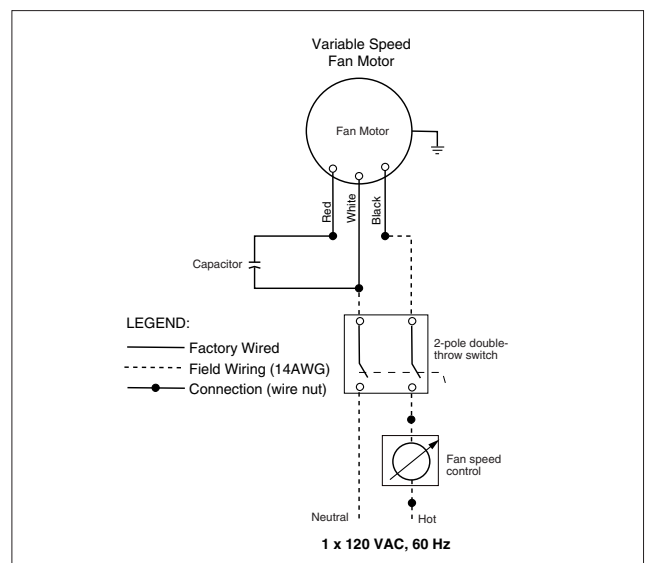 Variable Speed
Fan Motor
Fan Motor
Red
White
Black
Capacitor
LEGEND:
Factory Wired
Field Wiring (14AWG)
Connection (wire nut)
2-pole double-
throw switch
Fan speed
control
Neutral
Hot
1 x 120 VAC, 60 Hz